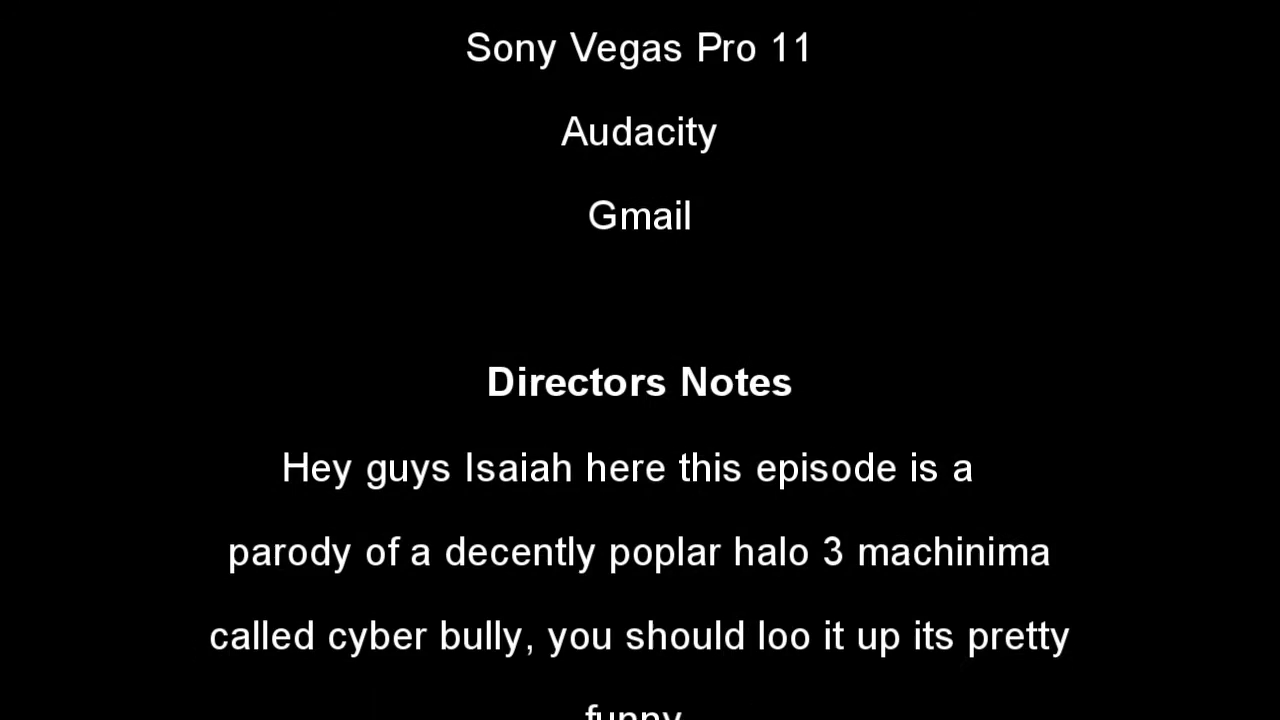 Sony Vegas Pro 11
Audacity
Gmail
Directors Notes
Hey guys Isaiah here this episode is a
parody of a decently poplar halo 3 machinima
called cyber bully, you should loo it up its pretty
funny